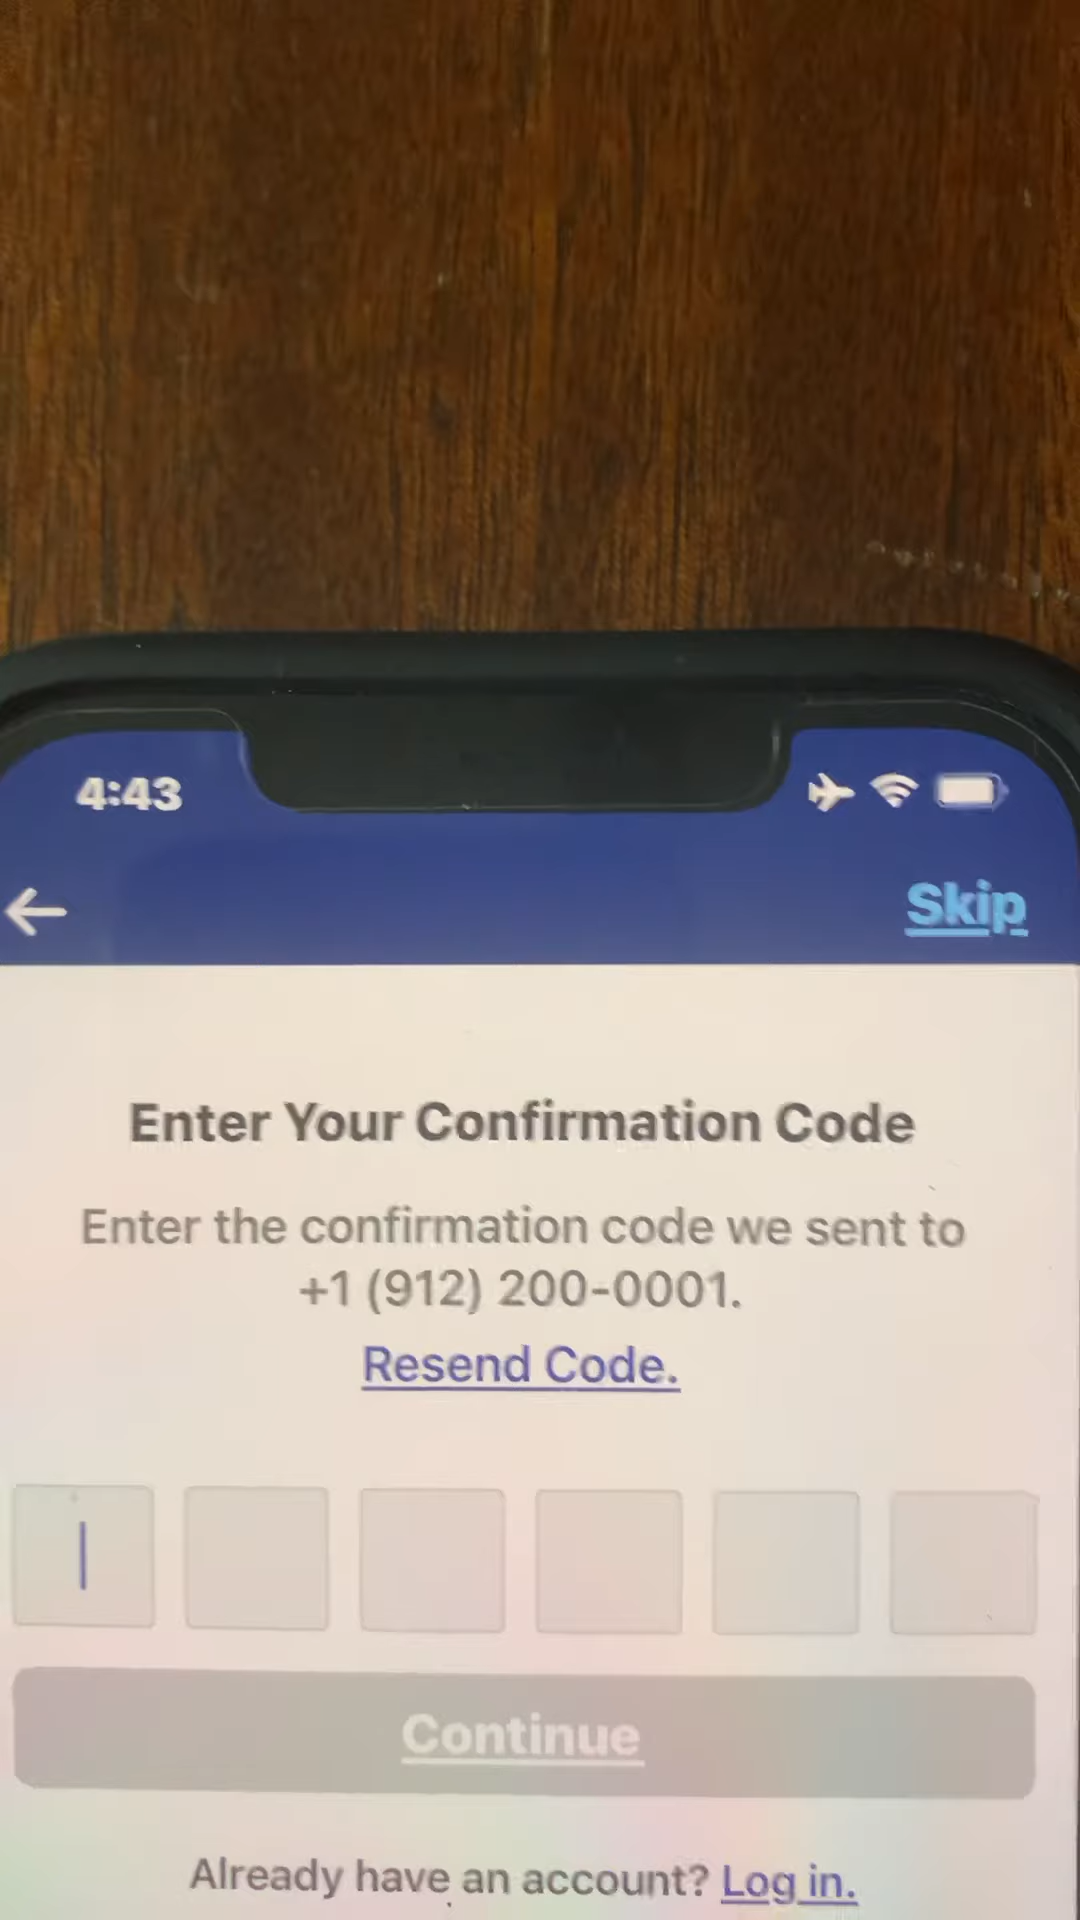 4:43
Skip
Enter Your Confirmation Code
Enter the confirmation code we sent to
+1 (912) 200-0001.
Resend Code.
Continue
Already have an account? Log in.